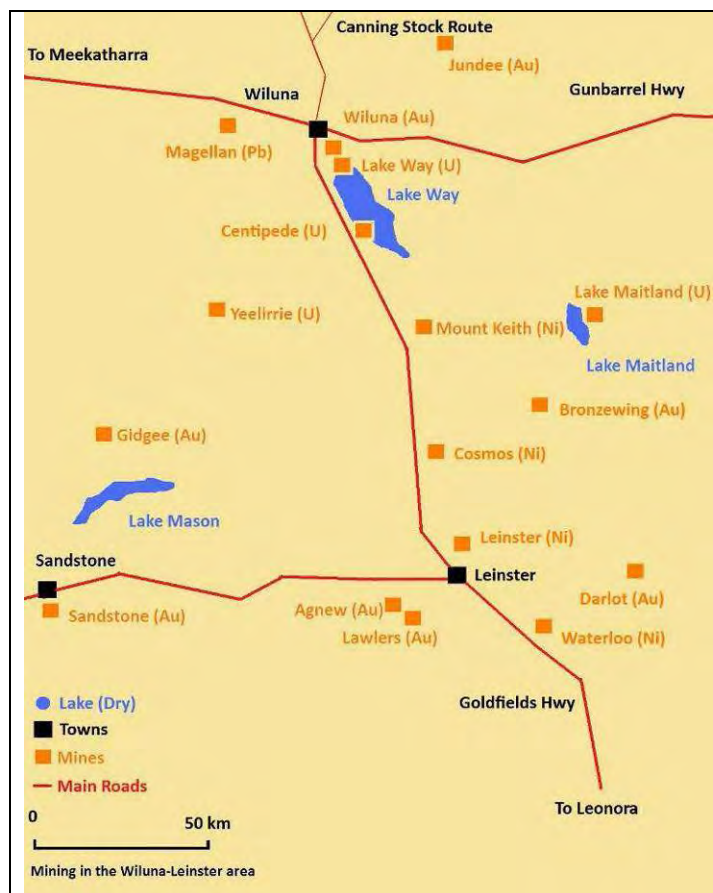 Canning Stock Route
To Meekatharra
Jundee (Au)
Gunbarrel Hwy
Wiluna
Wiluna (Au)
Magellan (Pb)
Lake Way (U)
Lake Way
Centipede (U)
Yeelirrie (U)
Lake Maitland (U)
Mount Keith (Ni)
Lake Maitland
Bronzewing (Au)
Gidgee (Au)
Cosmos (Ni)
Lake Mason
Leinster (Ni)
Sandstone
Leinster
Darlot (Au)
Sandstone (Au)
Agnew (Au)
Lawlers (Au)
Waterloo (Ni)
Lake (Dry)
Towns
Mines
Main Roads
Goldfields Hwy
To Leonora
0 50 km
Mining in the Wiluna-Leinster area